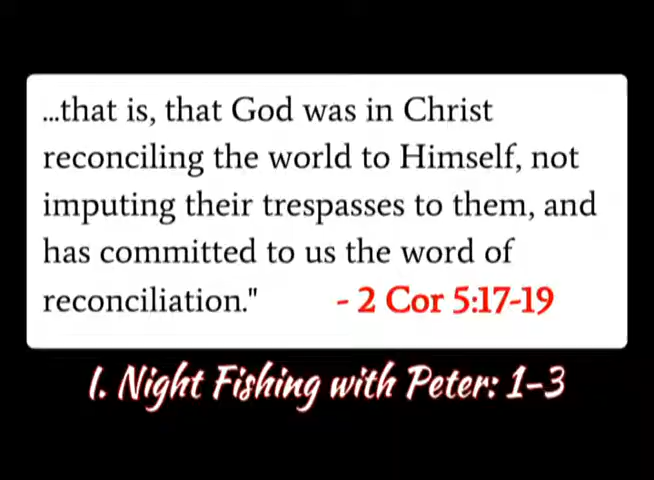 ...that is, that God was in Christ
reconciling the world to Himself, not
imputing their trespasses to them, and
has committed to us the word of
reconciliation." - 2 Cor 5:17-19
I. Night Fishing with Peter: 1-3